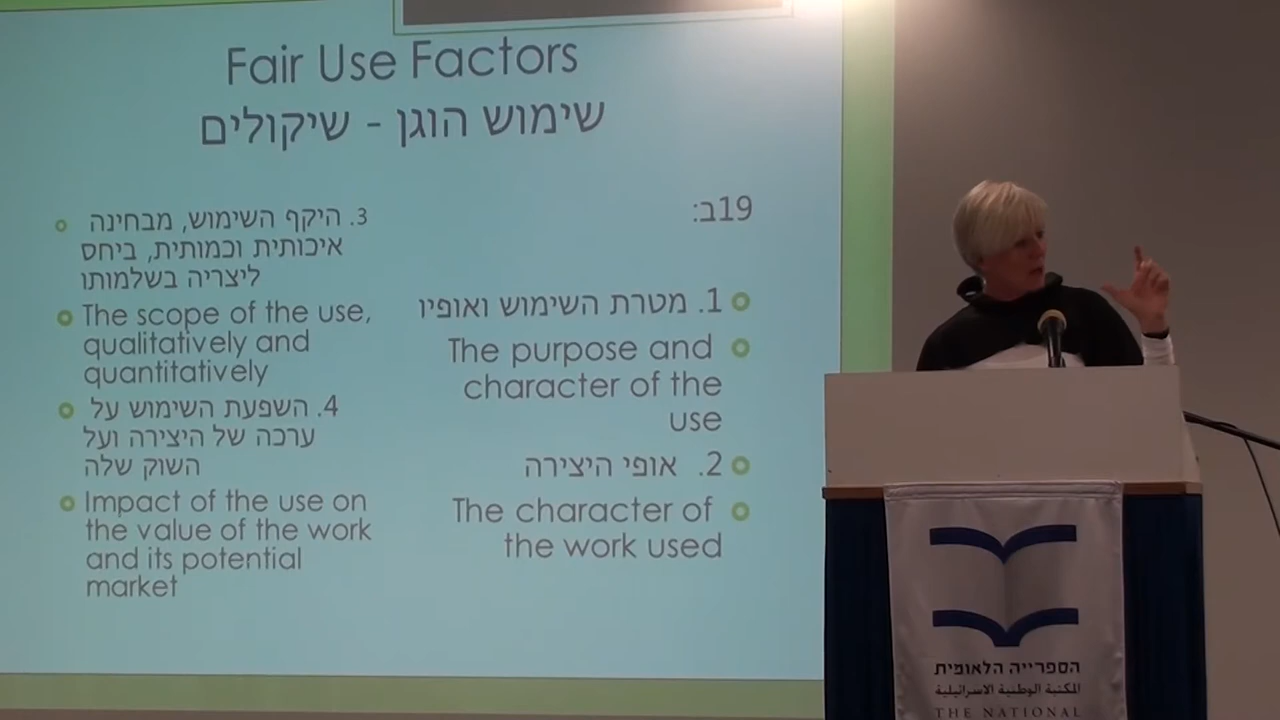 Fair Use Factors
שימוש הוגן - שיקולים
19ב:
1. מטרת השימוש ואופיו
The purpose and
character of the
use
2. אופי היצירה
The character of
the work used
3. היקף השימוש, מבחינה
איכותית וכמותית, ביחס
ליצריה בשלמותו
The scope of the use,
qualitatively and
quantitatively
4. השפעת השימוש על
ערכה של היצירה ועל
השוק שלה
Impact of the use on
the value of the work
and its potential
market
הספרייה הלאומית
المكتبة الوطنية الاسرائيلية
THE NATIONAL